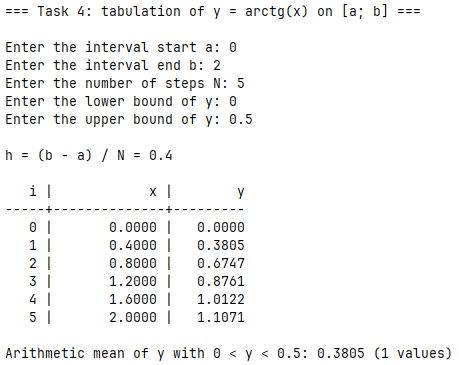 === Task 4: tabulation of y = arctg(x) on [a; b] ===
Enter the interval start a: 0
Enter the interval end b: 2
Enter the number of steps N: 5
Enter the lower bound of y: 0
Enter the upper bound of y: 0.5
h = (b - a) / N = 0.4
   i |            x |        y
-----+--------------+---------
   0 |       0.0000 |   0.0000
   1 |       0.4000 |   0.3805
   2 |       0.8000 |   0.6747
   3 |       1.2000 |   0.8761
   4 |       1.6000 |   1.0122
   5 |       2.0000 |   1.1071
Arithmetic mean of y with 0 < y < 0.5: 0.3805 (1 values)